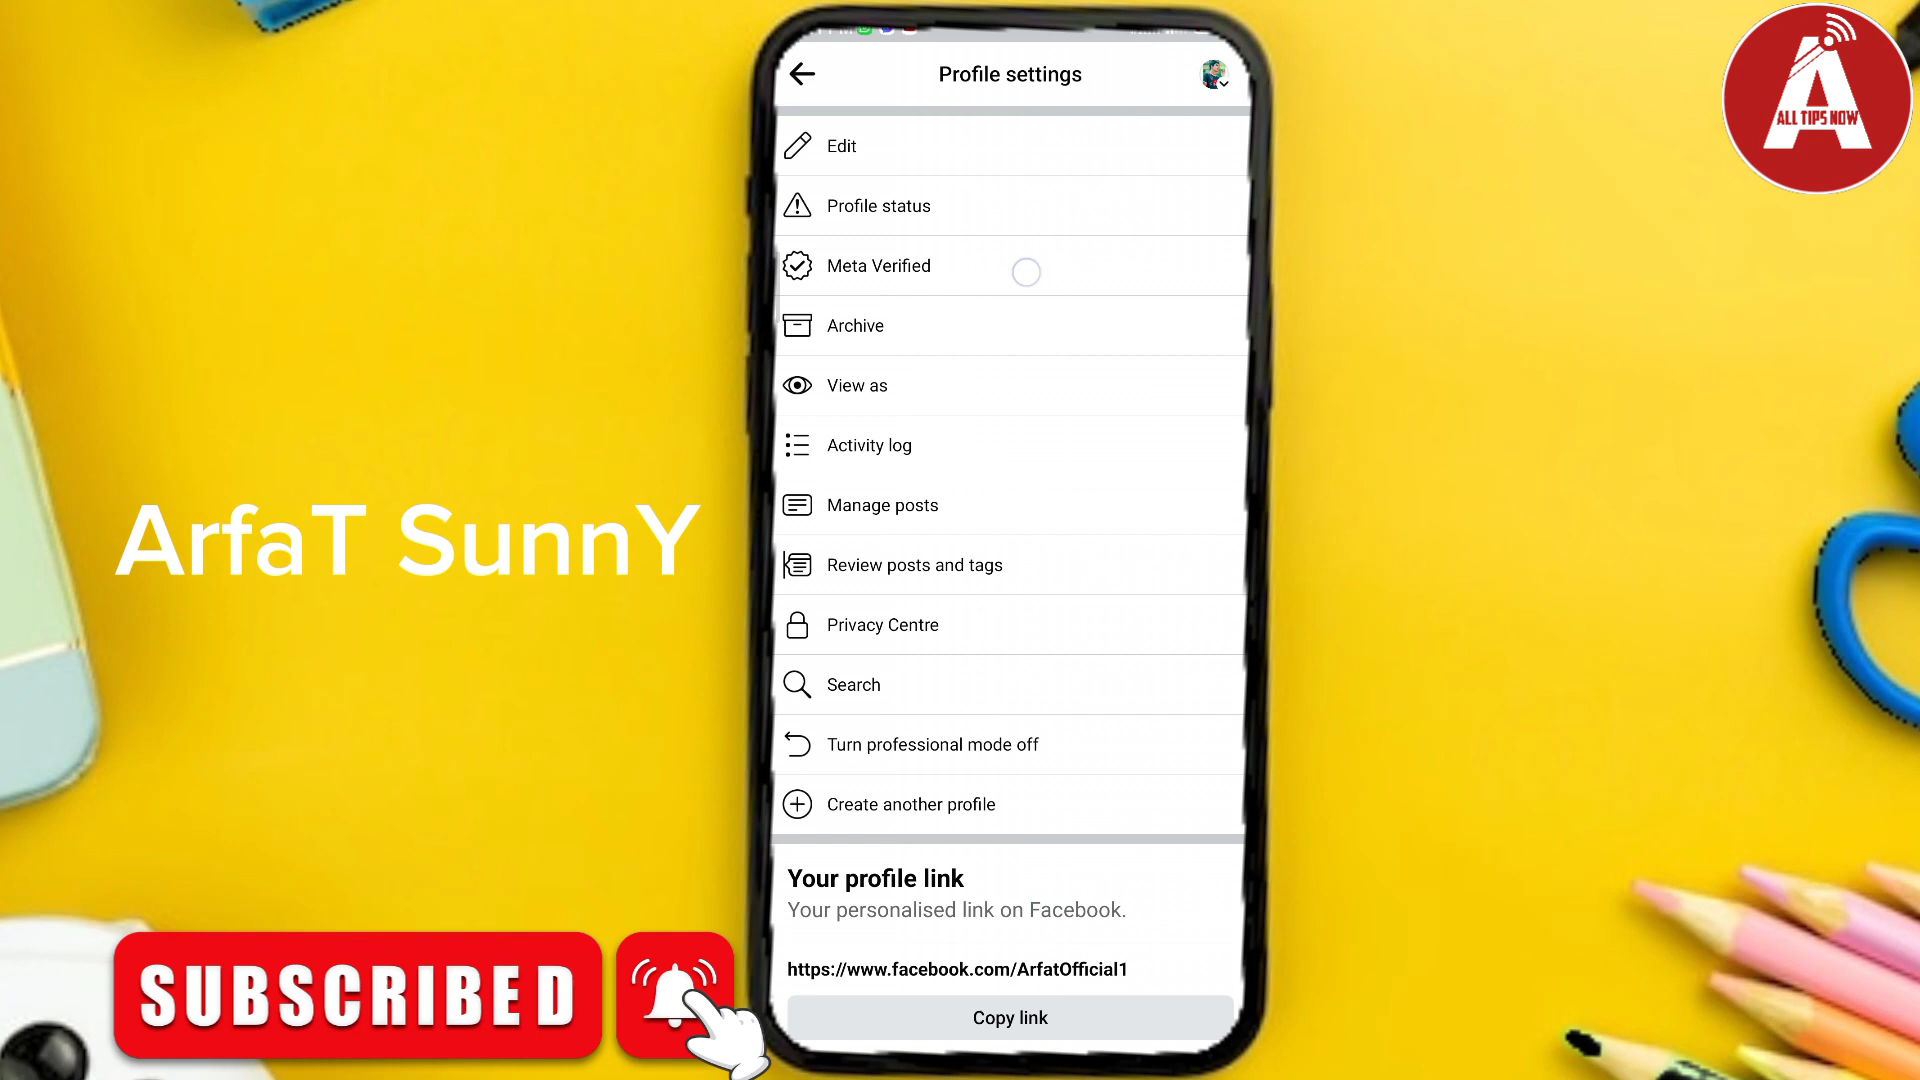 Profile settings
Edit
Profile status
Meta Verified
Archive
View as
Activity log
Manage posts
Review posts and tags
Privacy Centre
Search
Turn professional mode off
Create another profile
Your profile link
Your personalised link on Facebook.
https://www.facebook.com/ArfatOfficial1
Copy link
ArfaT SunnY
SUBSCRIBED
ALL TIPS NOW